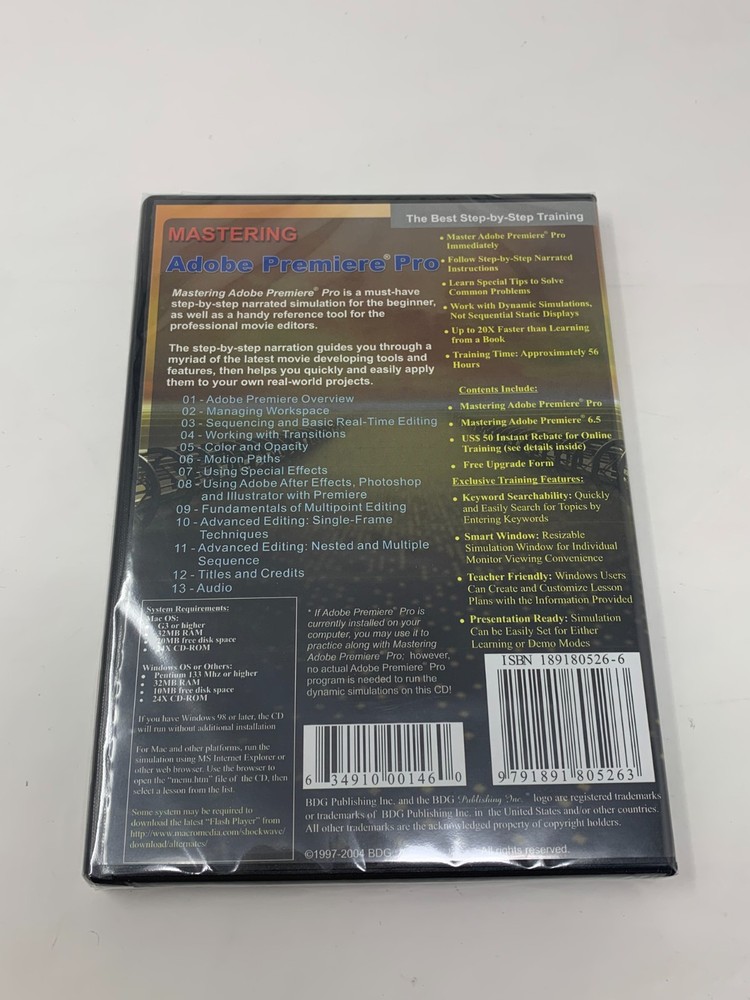 The Best Step-by-Step Training
MASTERING
Adobe Premiere® Pro
Mastering Adobe Premiere® Pro is a must-have
step-by-step narrated simulation for the beginner,
as well as a handy reference tool for the
professional movie editors.
The step-by-step narration guides you through a
myriad of the latest movie developing tools and
features, then helps you quickly and easily apply
them to your own real-world projects.
01 - Adobe Premiere Overview
02 - Managing Workspace
03 - Sequencing and Basic Real-Time Editing
04 - Working with Transitions
05 - Color and Opacity
06 - Motion Paths
07 - Using Special Effects
08 - Using Adobe After Effects, Photoshop
and Illustrator with Premiere
09 - Fundamentals of Multipoint Editing
10 - Advanced Editing: Single-Frame
Techniques
11 - Advanced Editing: Nested and Multiple
Sequence
12 - Titles and Credits
13 - Audio
• Master Adobe Premiere® Pro
Immediately
• Follow Step-by-Step Narrated
Instructions
• Learn Special Tips to Solve
Common Problems
• Work with Dynamic Simulations,
Not Sequential Static Displays
• Up to 20X Faster than Learning
from a Book
• Training Time: Approximately 56
Hours
Contents Include:
• Mastering Adobe Premiere® Pro
• Mastering Adobe Premiere® 6.5
• US$ 50 Instant Rebate for Online
Training (see details inside)
• Free Upgrade Form
Exclusive Training Features:
• Keyword Searchability: Quickly
and Easily Search for Topics by
Entering Keywords
• Smart Window: Resizable
Simulation Window for Individual
Monitor Viewing Convenience
• Teacher Friendly: Windows Users
Can Create and Customize Lesson
Plans with the Information Provided
• Presentation Ready: Simulation
Can be Easily Set for Either
Learning or Demo Modes
System Requirements:
Mac OS:
G3 or higher
32MB RAM
free disk space
CD-ROM
Windows OS or Others:
• Pentium 133 Mhz or higher
• 32MB RAM
• 10MB free disk space
• 24X CD-ROM
If you have Windows 98 or later, the CD
will run without additional installation
For Mac and other platforms, run the
simulation using MS Internet Explorer or
other web browser. Use the browser to
open the "menu.htm" file of the CD, then
select a lesson from the list.
Some system may be required to
download the latest "Flash Player" from
http://www.macromedia.com/shockwave/
download/alternates/
* If Adobe Premiere® Pro is
currently installed on your
computer, you may use it to
practice along with Mastering
Adobe Premiere® Pro; however,
no actual Adobe Premiere® Pro
program is needed to run the
dynamic simulations on this CD!
ISBN 189180526-6
6 34910 00146 0
9 791891 805263
BDG Publishing Inc. and the BDG Publishing Inc.® logo are registered trademarks
or trademarks of BDG Publishing Inc. in the United States and/or other countries.
All other trademarks are the acknowledged property of copyright holders.
©1997-2004 BDG All rights reserved.